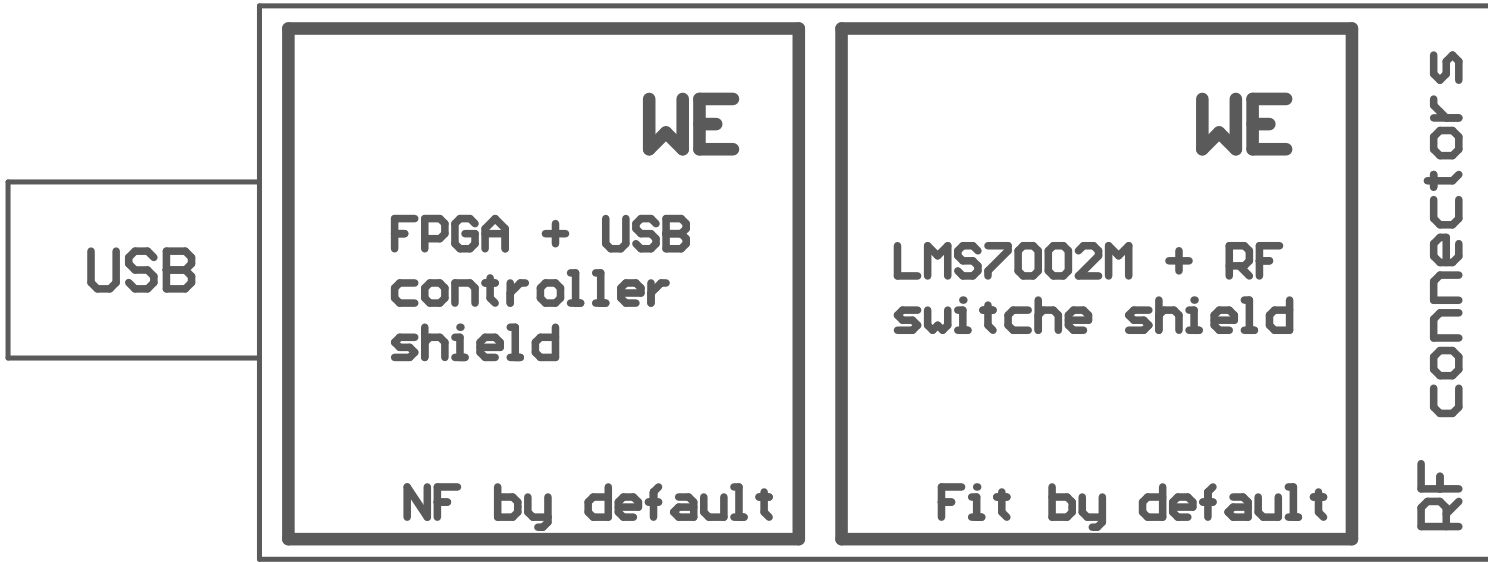 USB
WE
FPGA + USB
controller
shield
NF by default
WE
LMS7002M + RF
switche shield
Fit by default
RF connectors